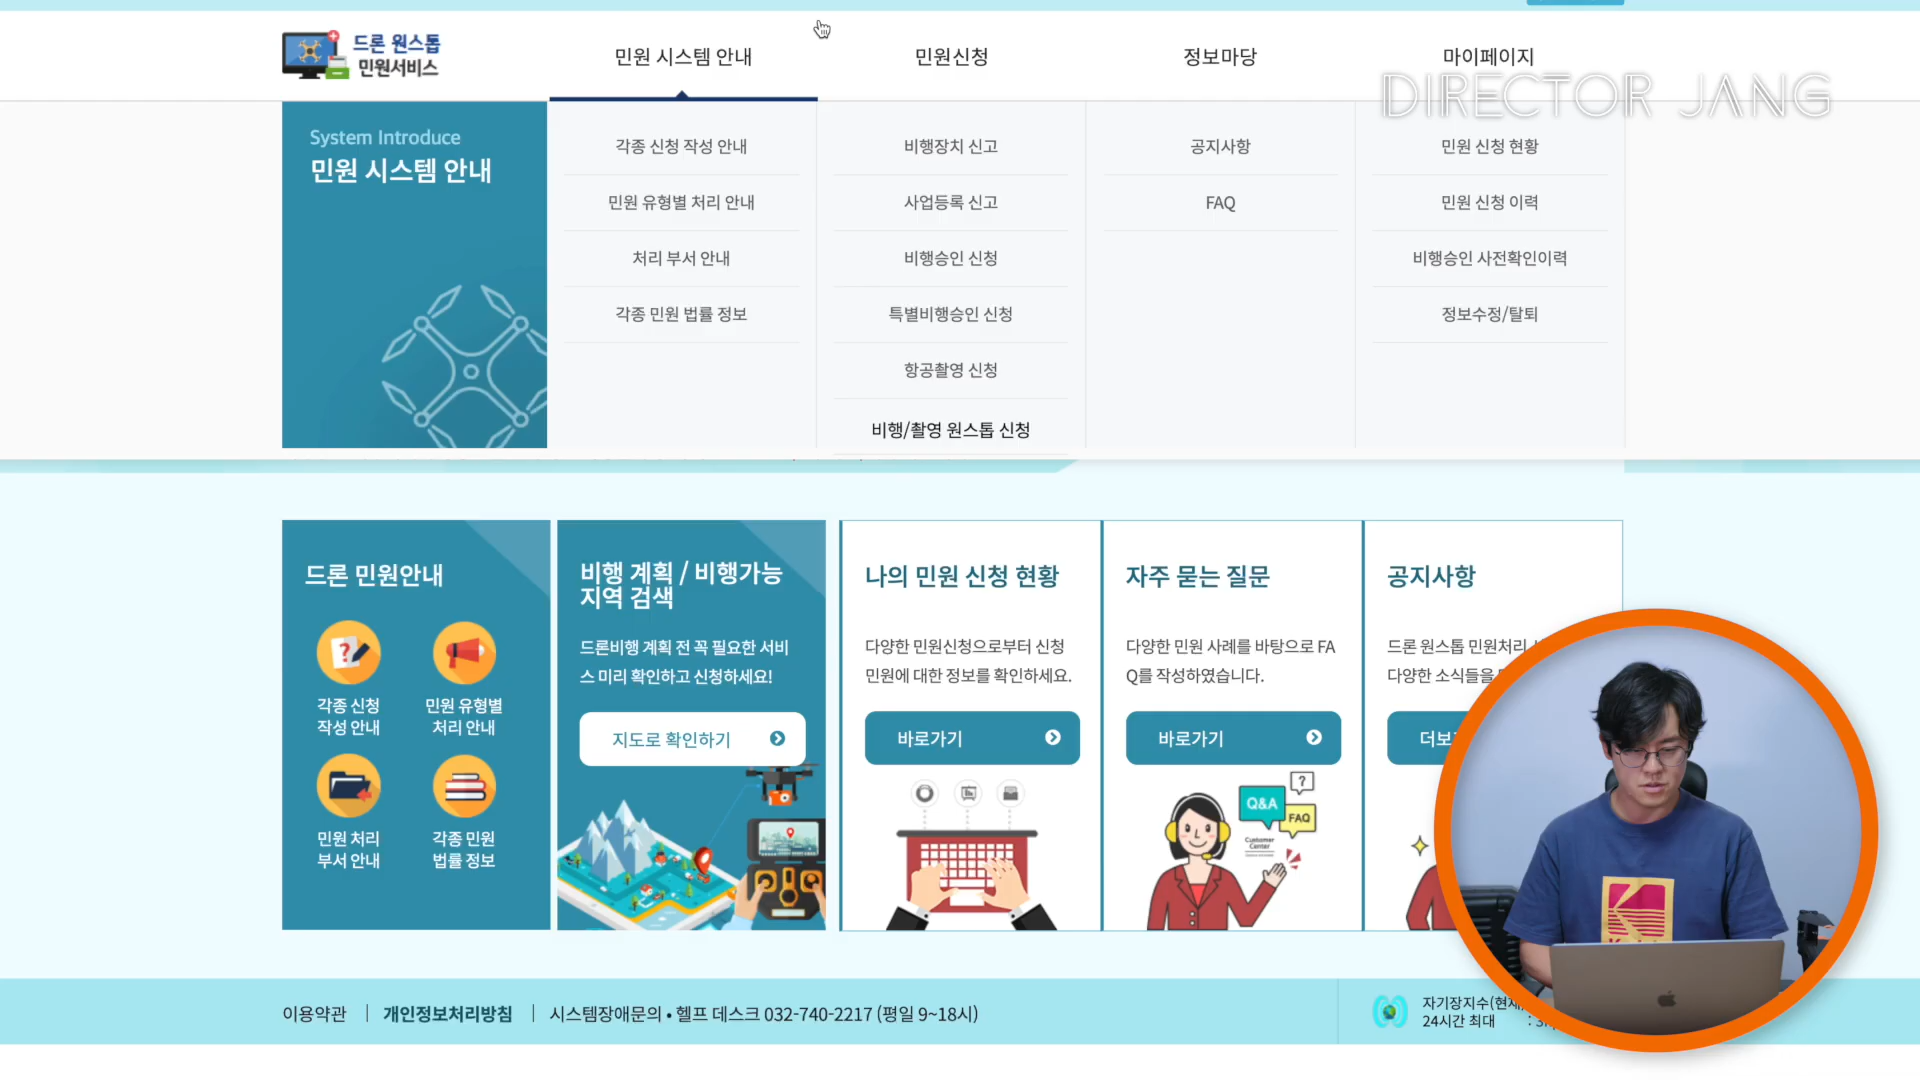 드론 원스톱
민원서비스
민원 시스템 안내
민원신청
정보마당
마이페이지
DIRECTOR JANG
System Introduce
민원 시스템 안내
각종 신청 작성 안내
민원 유형별 처리 안내
처리 부서 안내
각종 민원 법률 정보
비행장치 신고
사업등록 신고
비행승인 신청
특별비행승인 신청
항공촬영 신청
비행/촬영 원스톱 신청
공지사항
FAQ
민원 신청 현황
민원 신청 이력
비행승인 사전확인이력
정보수정/탈퇴
드론 민원안내
각종 신청
작성 안내
민원 유형별
처리 안내
민원 처리
부서 안내
각종 민원
법률 정보
비행 계획 / 비행가능
지역 검색
드론비행 계획 전 꼭 필요한 서비
스 미리 확인하고 신청하세요!
지도로 확인하기
나의 민원 신청 현황
다양한 민원신청으로부터 신청
민원에 대한 정보를 확인하세요.
바로가기
자주 묻는 질문
다양한 민원 사례를 바탕으로 FA
Q를 작성하였습니다.
바로가기
?
Q&A
FAQ
Customer
Center
공지사항
드론 원스톱 민원처리
다양한 소식들을
더보
이용약관
개인정보처리방침
시스템장애문의 • 헬프 데스크 032-740-2217 (평일 9~18시)
자기장지수(현재
24시간 최대 :